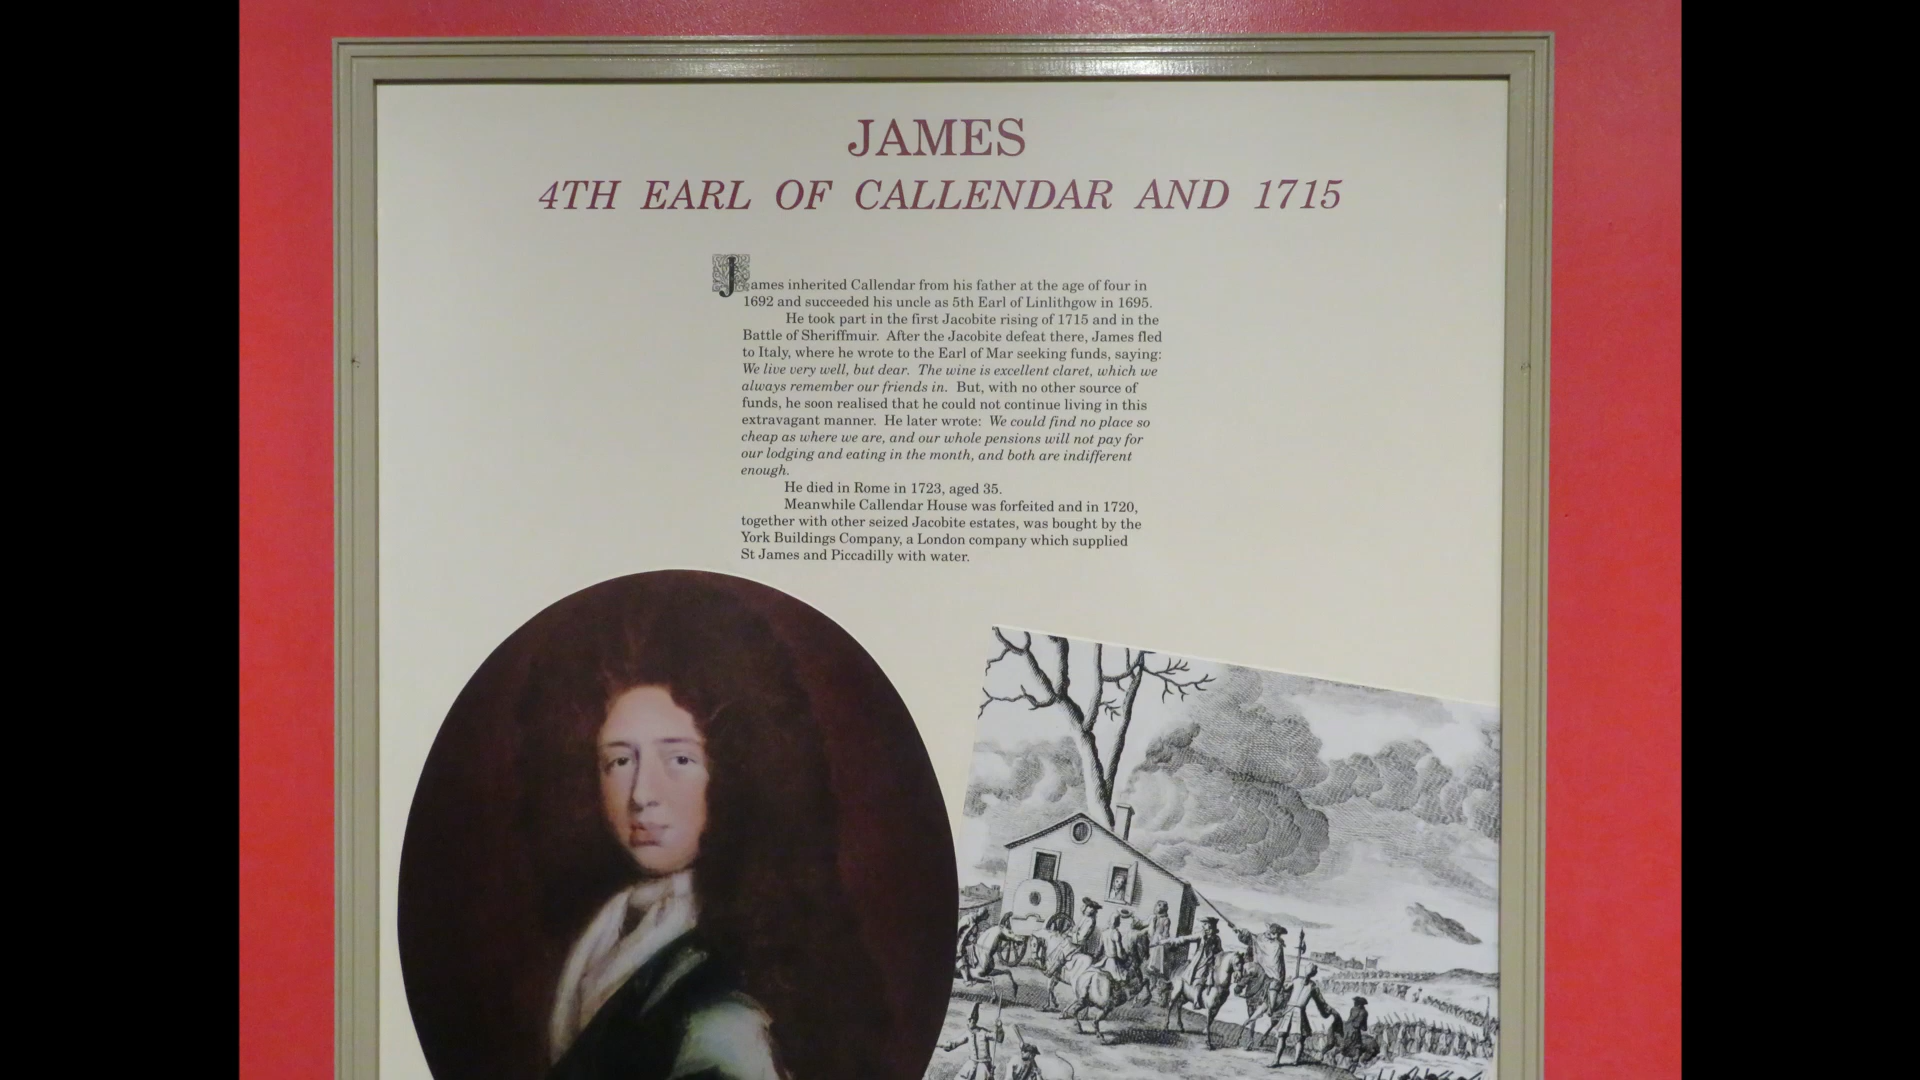 JAMES
4TH EARL OF CALLENDAR AND 1715
James inherited Callendar from his father at the age of four in
1692 and succeeded his uncle as 5th Earl of Linlithgow in 1695.
He took part in the first Jacobite rising of 1715 and in the
Battle of Sheriffmuir. After the Jacobite defeat there, James fled
to Italy, where he wrote to the Earl of Mar seeking funds, saying:
We live very well, but dear. The wine is excellent claret, which we
always remember our friends in. But, with no other source of
funds, he soon realised that he could not continue living in this
extravagant manner. He later wrote: We could find no place so
cheap as where we are, and our whole pensions will not pay for
our lodging and eating in the month, and both are indifferent
enough.
He died in Rome in 1723, aged 35.
Meanwhile Callendar House was forfeited and in 1720,
together with other seized Jacobite estates, was bought by the
York Buildings Company, a London company which supplied
St James and Piccadilly with water.